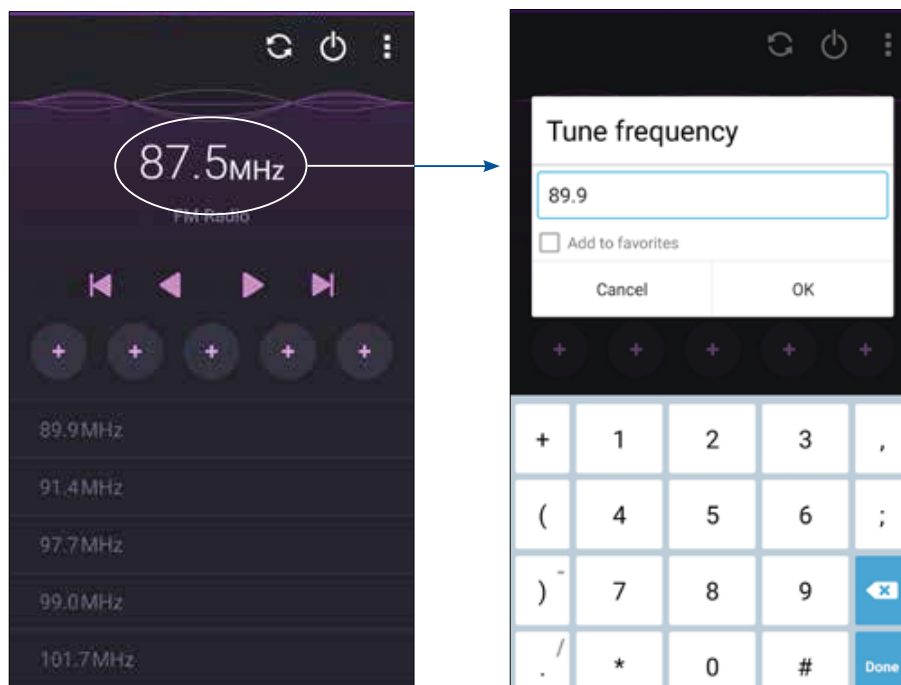 87.5MHz
FM Radio
89.9MHz
91.4MHz
97.7MHz
99.0MHz
101.7MHz
Tune frequency
89.9
Add to favorites
Cancel OK
+ 1 2 3 ,
( 4 5 6 ;
) - 7 8 9
. / * 0 # Done